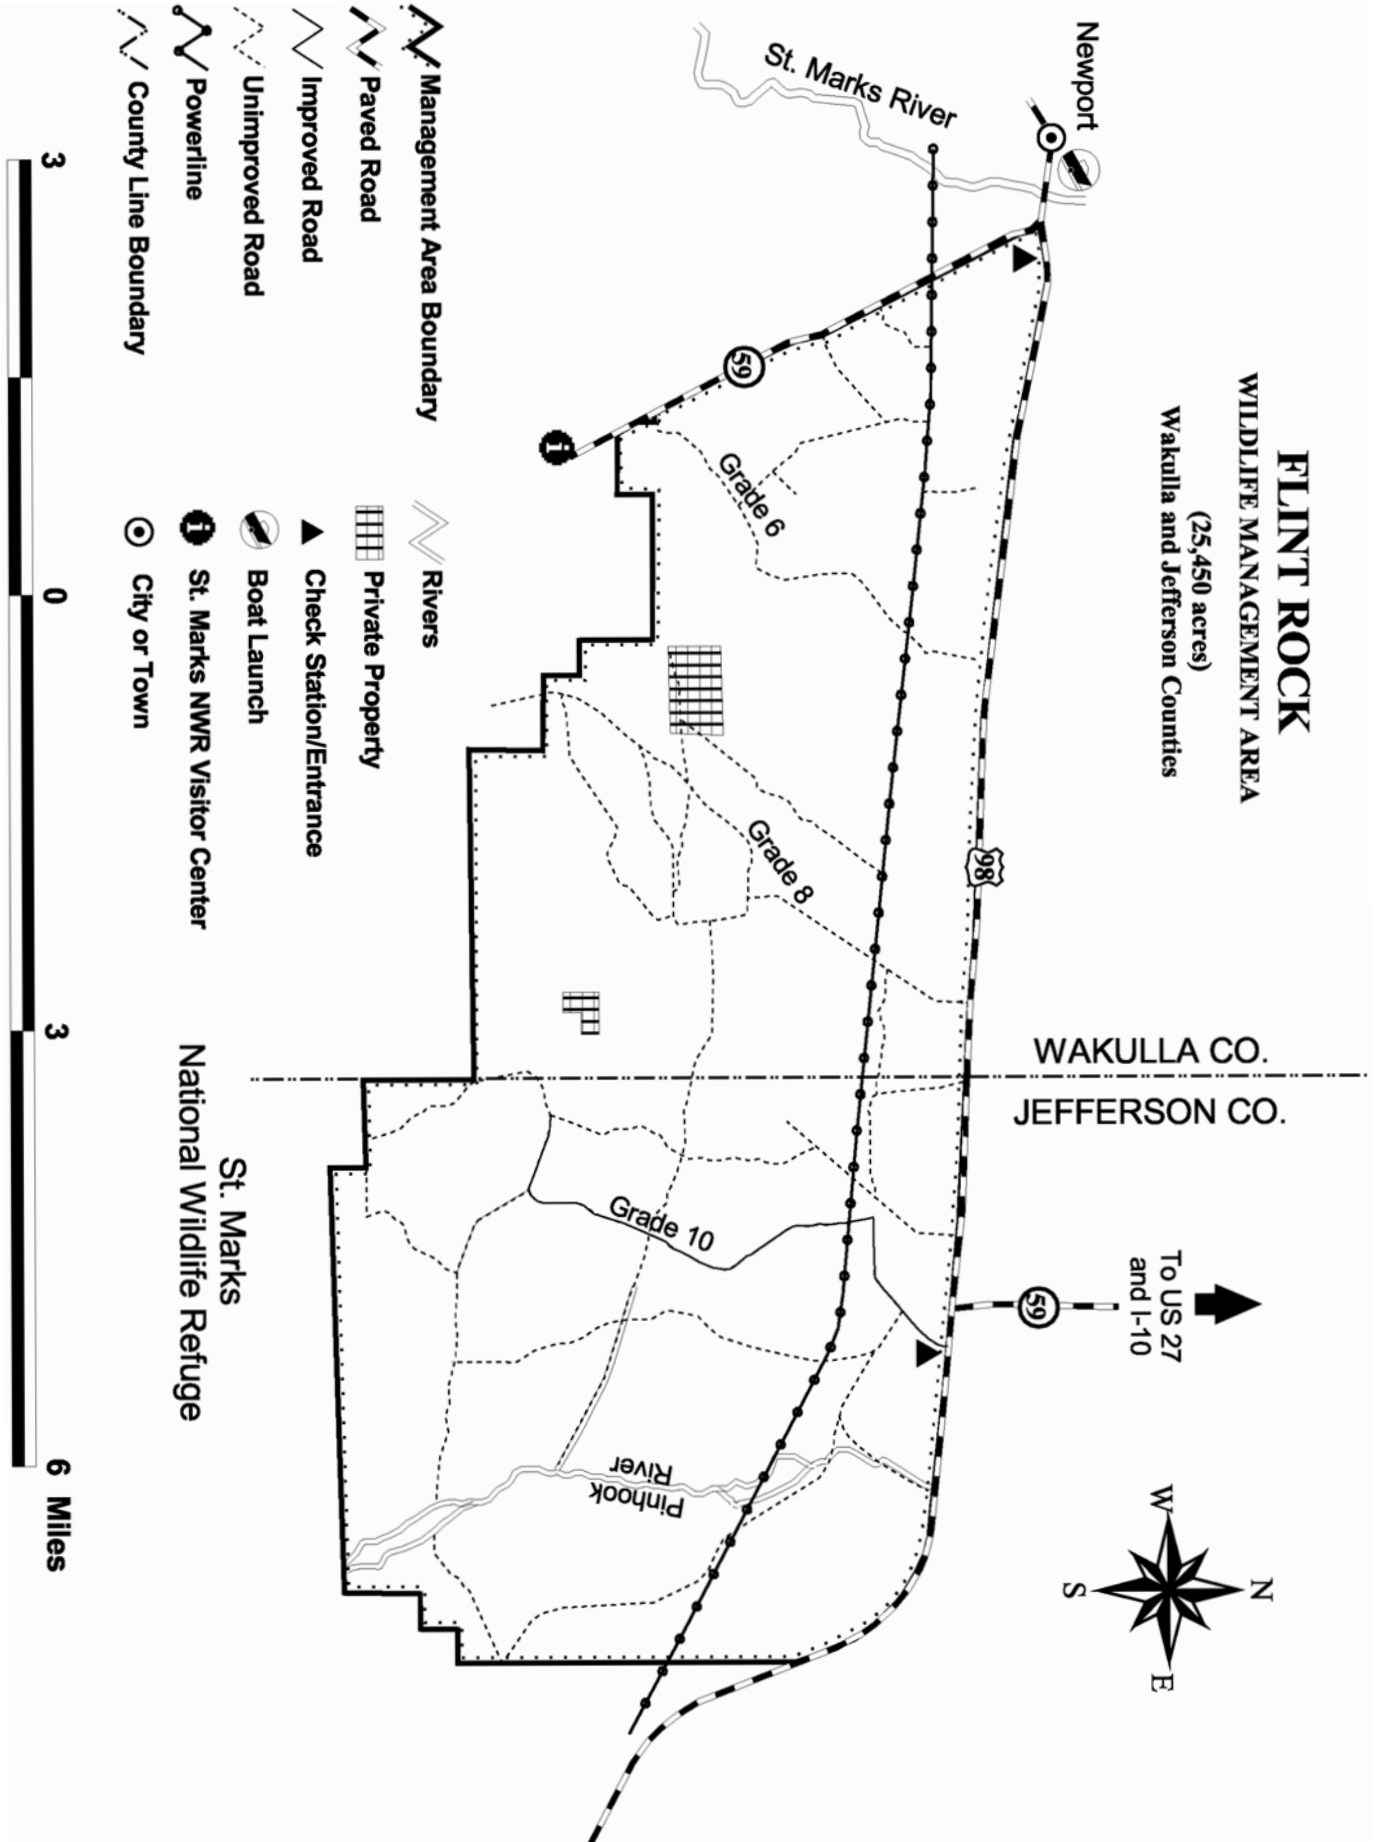 FLINT ROCK
WILDLIFE MANAGEMENT AREA
(25,450 acres)
Wakulla and Jefferson Counties
Newport
St. Marks River
59
98
WAKULLA CO.
JEFFERSON CO.
To US 27
and I-10
59
N
W
E
S
Grade 6
Grade 8
Grade 10
Pinhook
River
i
St. Marks
National Wildlife Refuge
Management Area Boundary
Paved Road
Improved Road
Unimproved Road
Powerline
County Line Boundary
Rivers
Private Property
Check Station/Entrance
Boat Launch
i
St. Marks NWR Visitor Center
City or Town
3 0 3 6 Miles